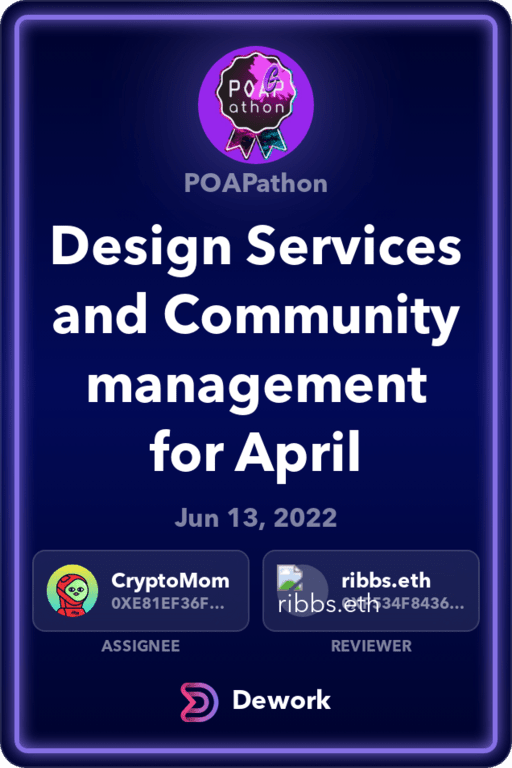 POAP
athon
POAPathon
Design Services
and Community
management
for April
Jun 13, 2022
CryptoMom
0XE81EF36F...
ribbs.eth
ribbs.eth
ASSIGNEE
REVIEWER
Dework